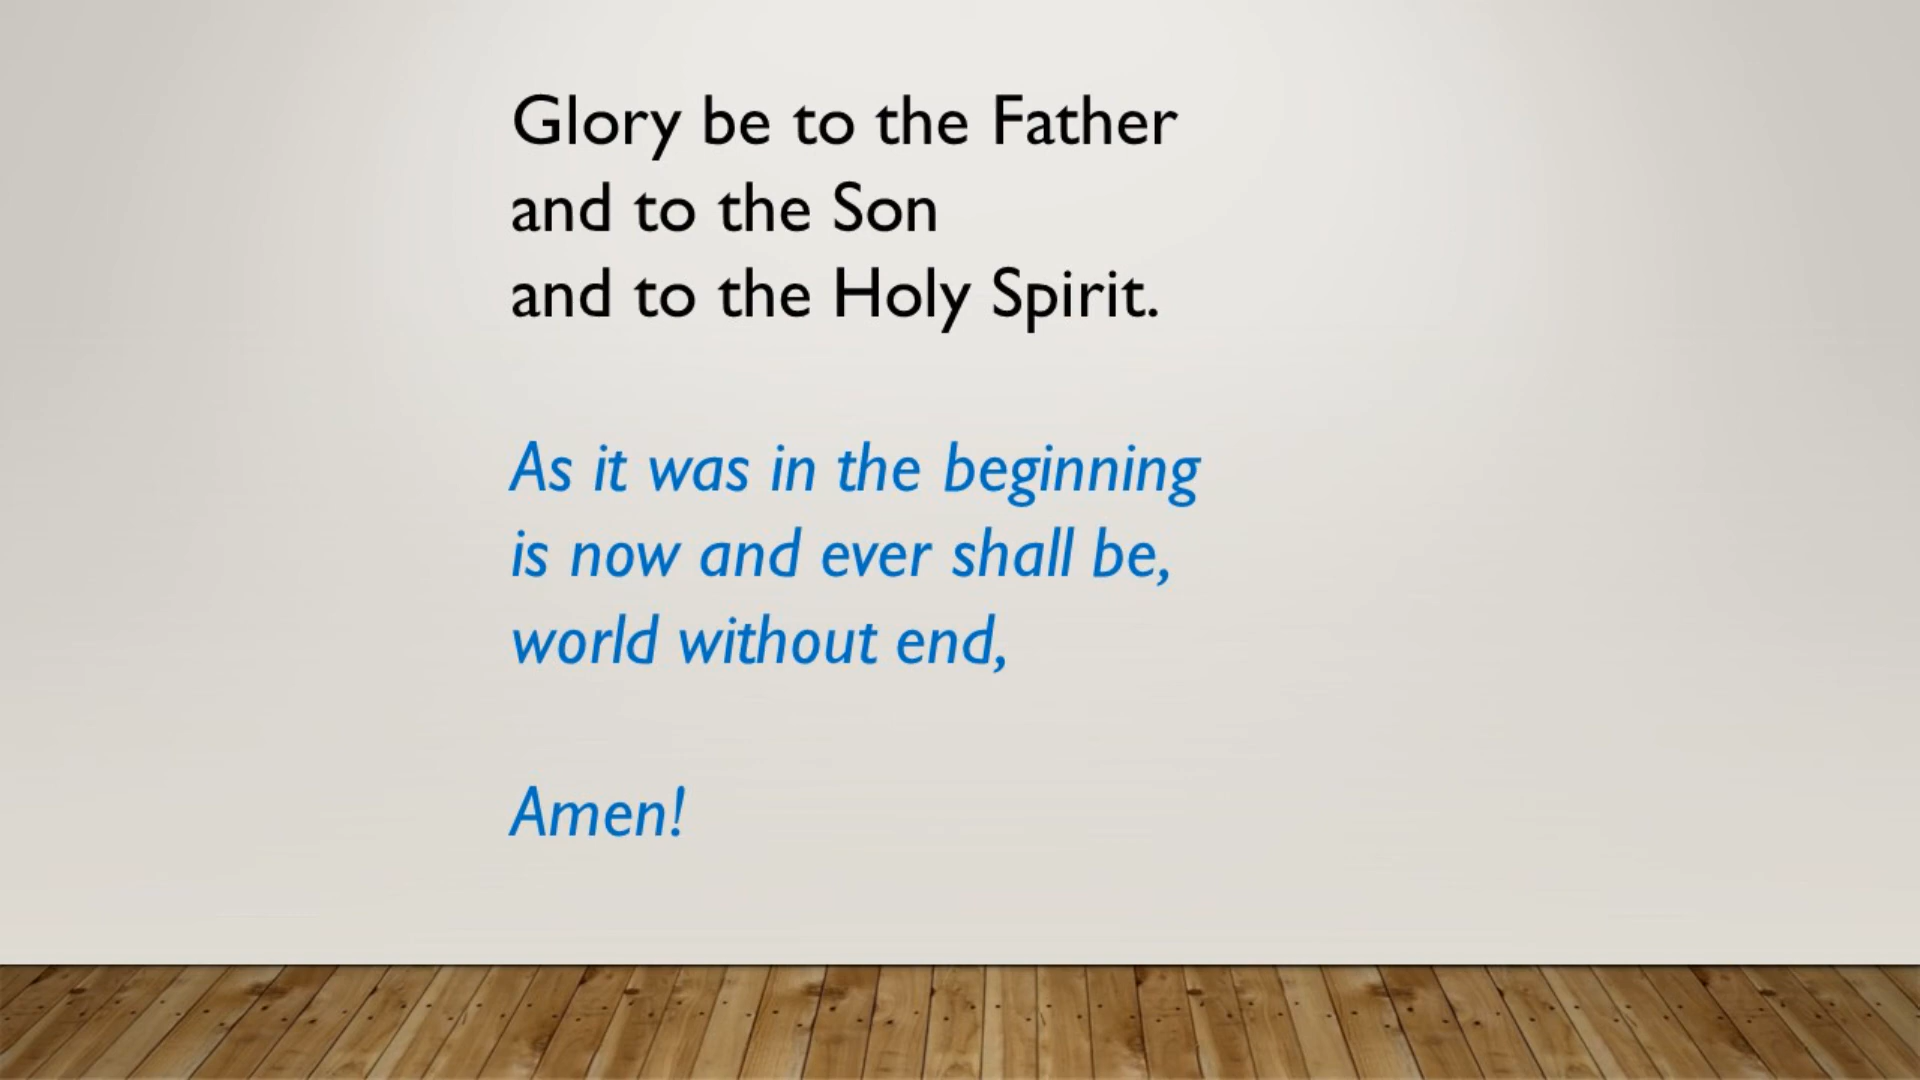 Glory be to the Father
and to the Son
and to the Holy Spirit.
As it was in the beginning
is now and ever shall be,
world without end,
Amen!